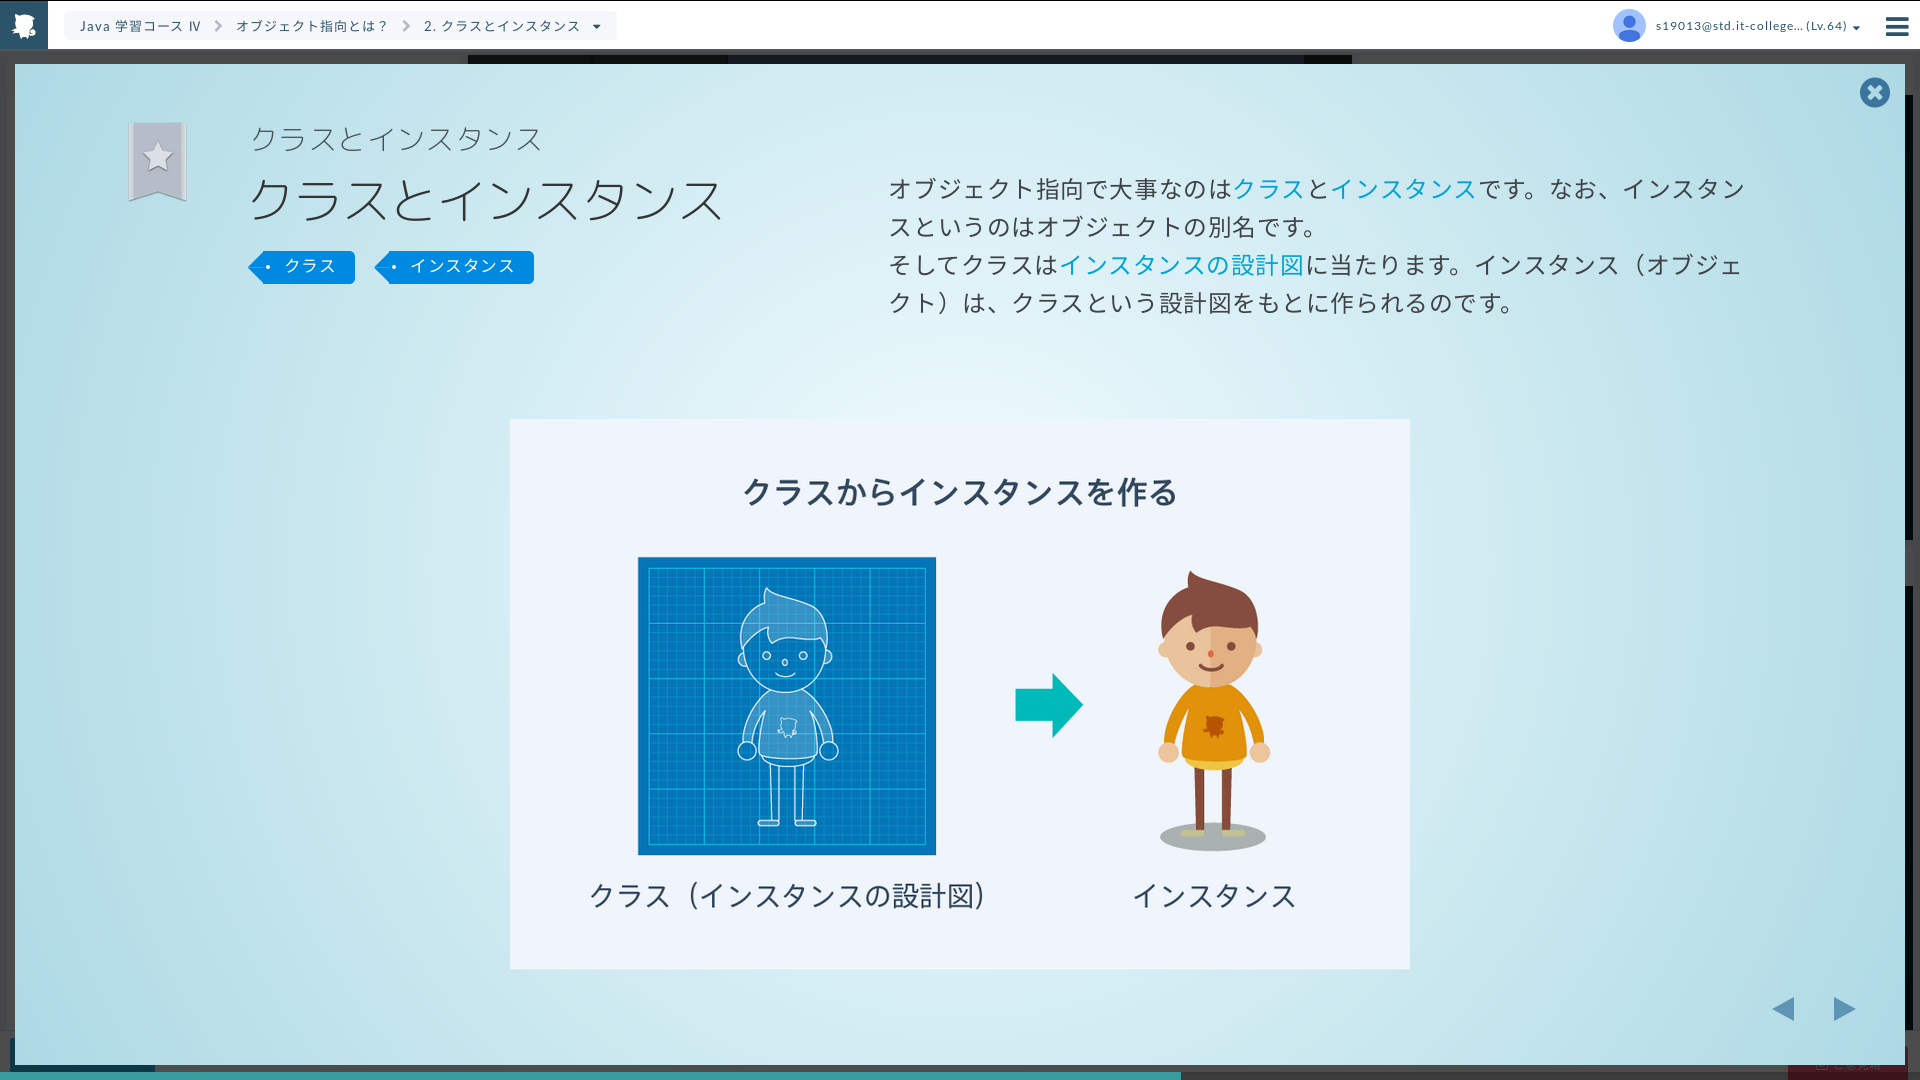 Java 学習コース Ⅳ
オブジェクト指向とは？
2. クラスとインスタンス
s19013@std.it-college... (Lv.64)
クラスとインスタンス
クラスとインスタンス
クラス
インスタンス
オブジェクト指向で大事なのはクラスとインスタンスです。なお、インスタン
スというのはオブジェクトの別名です。
そしてクラスはインスタンスの設計図に当たります。インスタンス（オブジェ
クト）は、クラスという設計図をもとに作られるのです。
クラスからインスタンスを作る
クラス（インスタンスの設計図）
インスタンス